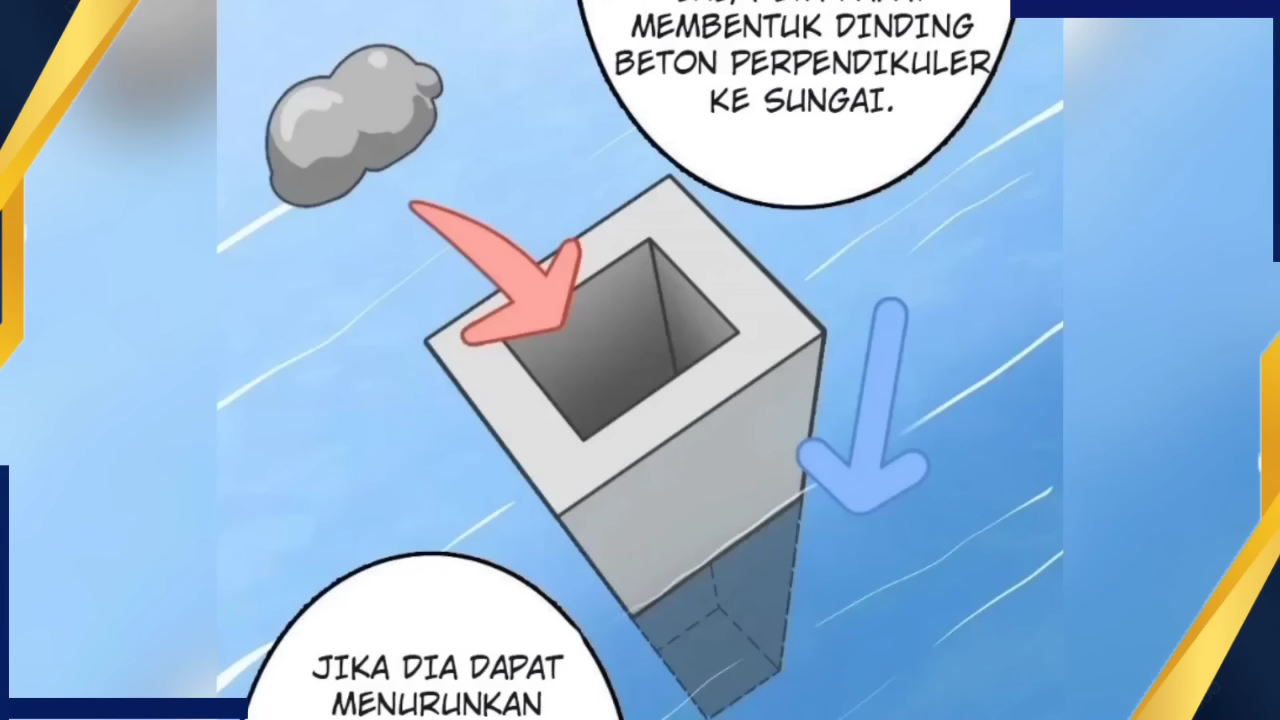 MEMBENTUK DINDING
BETON PERPENDIKULER
KE SUNGAI.
JIKA DIA DAPAT
MENURUNKAN